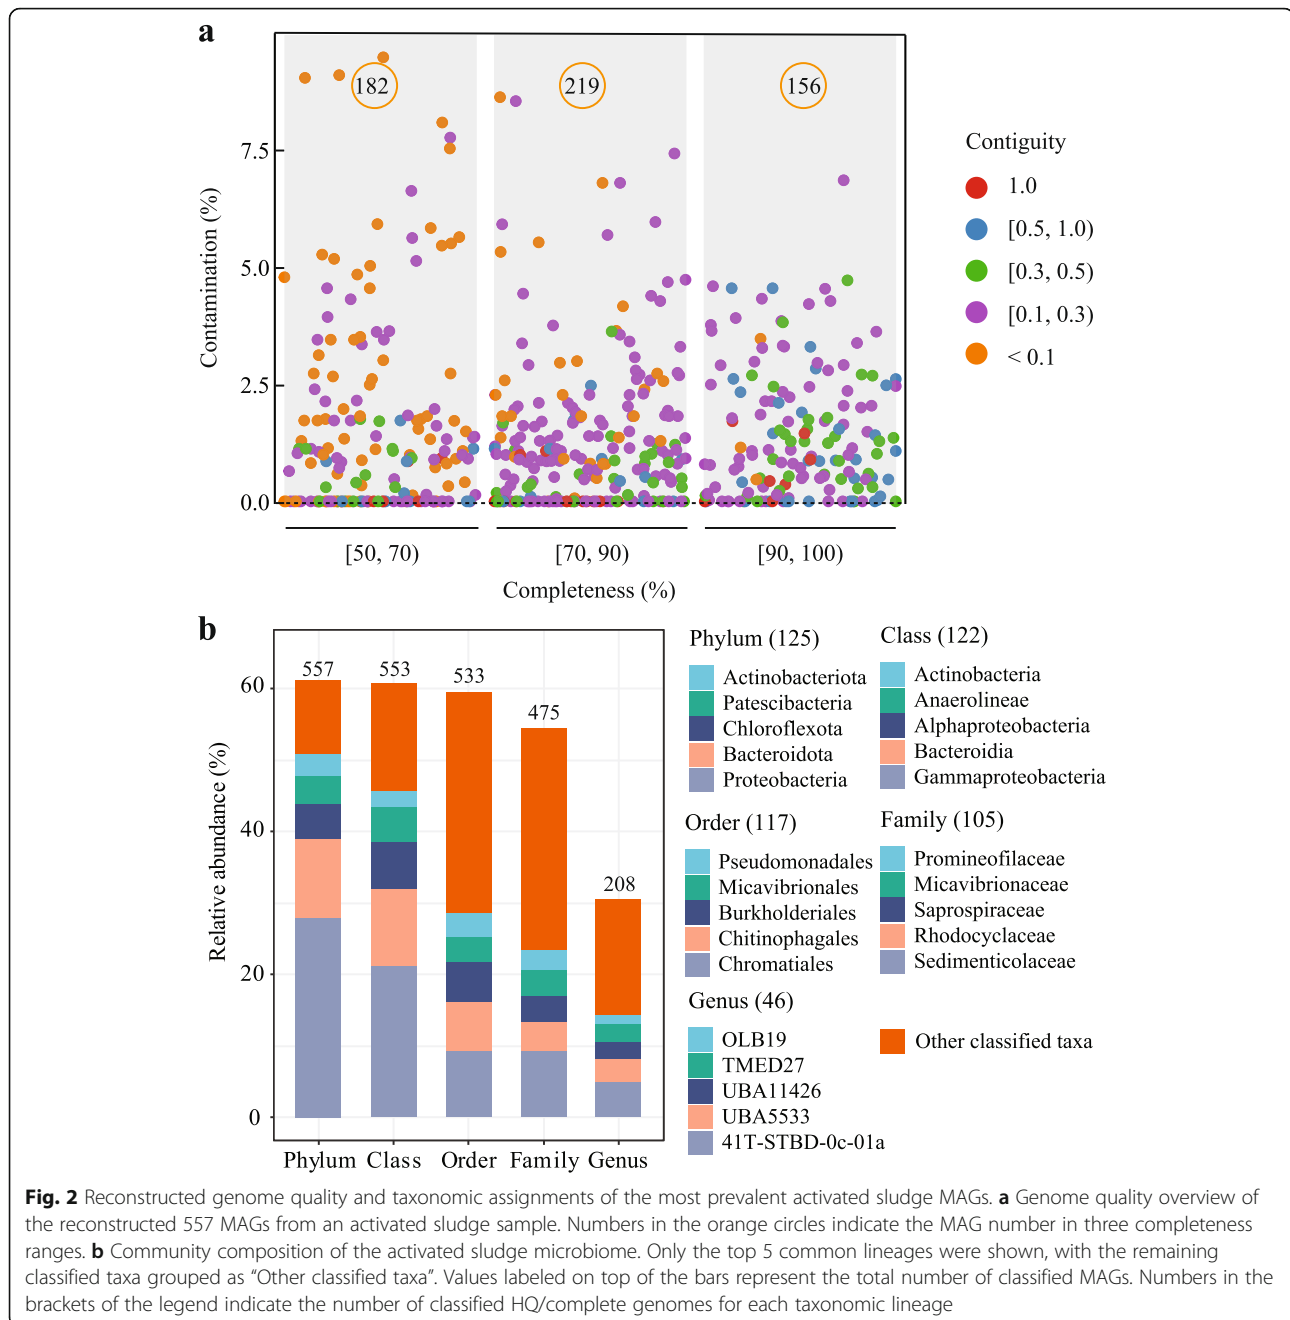 a
182
219
156
7.5
5.0
2.5
0.0
Contamination (%)
[50, 70)
[70, 90)
[90, 100)
Completeness (%)
Contiguity
1.0
[0.5, 1.0)
[0.3, 0.5)
[0.1, 0.3)
< 0.1
b
557
553
533
475
208
60
40
20
0
Relative abundance (%)
Phylum
Class
Order
Family
Genus
Phylum (125)
Actinobacteriota
Patescibacteria
Chloroflexota
Bacteroidota
Proteobacteria
Class (122)
Actinobacteria
Anaerolineae
Alphaproteobacteria
Bacteroidia
Gammaproteobacteria
Order (117)
Pseudomonadales
Micavibrionales
Burkholderiales
Chitinophagales
Chromatiales
Family (105)
Promineofilaceae
Micavibrionaceae
Saprospiraceae
Rhodocyclaceae
Sedimenticolaceae
Genus (46)
OLB19
TMED27
UBA11426
UBA5533
41T-STBD-0c-01a
Other classified taxa
Fig. 2 Reconstructed genome quality and taxonomic assignments of the most prevalent activated sludge MAGs. a Genome quality overview of
the reconstructed 557 MAGs from an activated sludge sample. Numbers in the orange circles indicate the MAG number in three completeness
ranges. b Community composition of the activated sludge microbiome. Only the top 5 common lineages were shown, with the remaining
classified taxa grouped as “Other classified taxa”. Values labeled on top of the bars represent the total number of classified MAGs. Numbers in the
brackets of the legend indicate the number of classified HQ/complete genomes for each taxonomic lineage